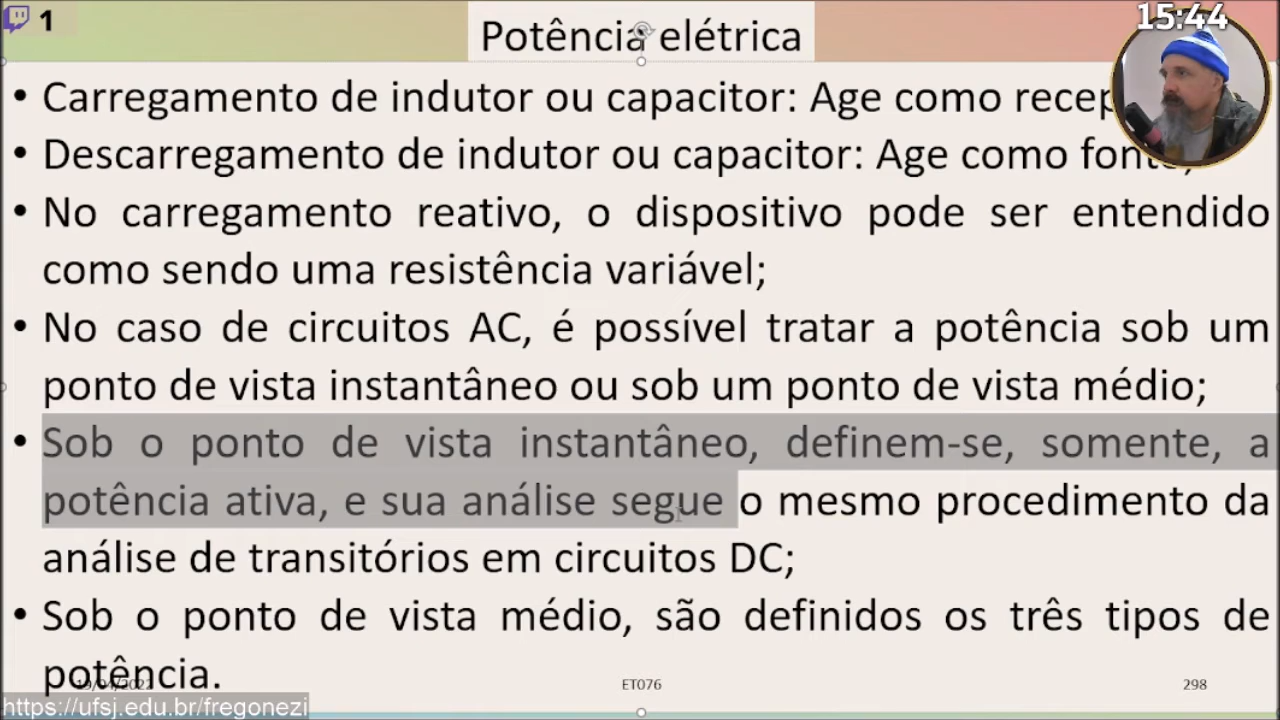 1
15:44
Potência elétrica
• Carregamento de indutor ou capacitor: Age como
• Descarregamento de indutor ou capacitor: Age como
• No carregamento reativo, o dispositivo pode ser entendido
como sendo uma resistência variável;
• No caso de circuitos AC, é possível tratar a potência sob um
ponto de vista instantâneo ou sob um ponto de vista médio;
• Sob o ponto de vista instantâneo, definem-se, somente, a
potência ativa, e sua análise segue o mesmo procedimento da
análise de transitórios em circuitos DC;
• Sob o ponto de vista médio, são definidos os três tipos de
potência.
19/04/2022 ET076 298
https://ufsj.edu.br/fregonezi